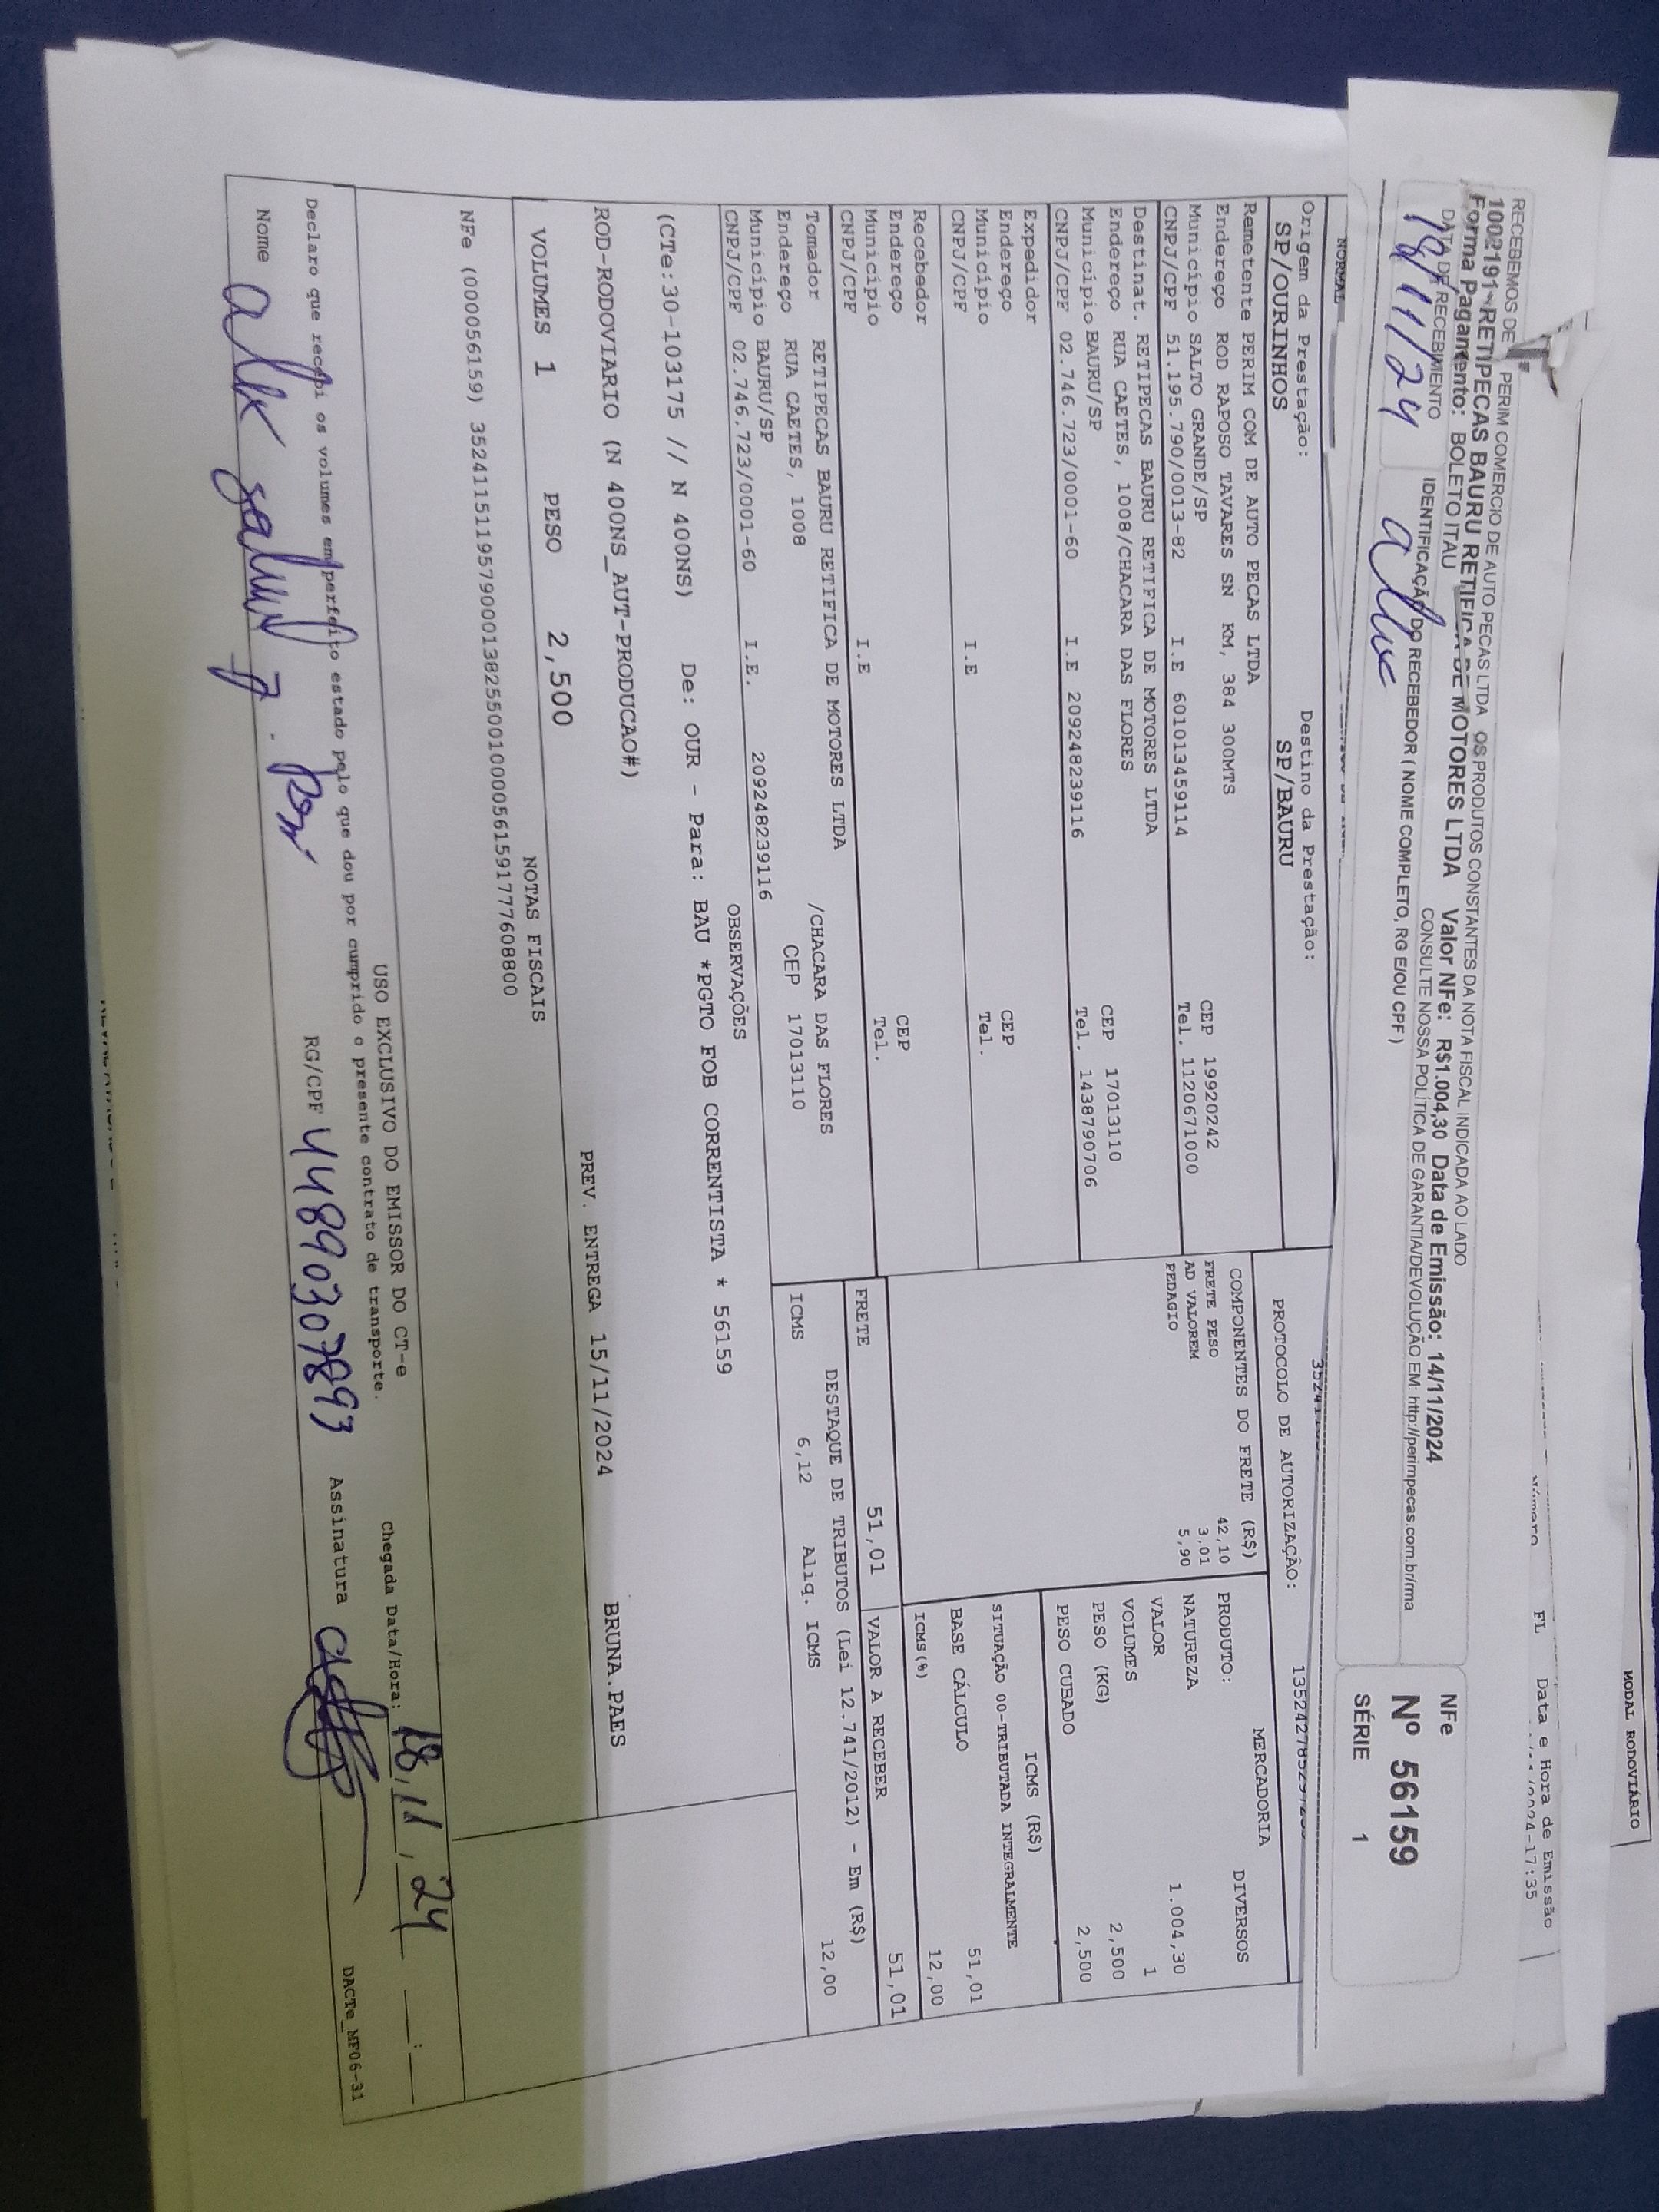 MODAL RODOVIÁRIO
FL Data e Hora de Emissão
RECEBEMOS DE PERIM COMERCIO DE AUTO PECAS LTDA OS PRODUTOS CONSTANTES DA NOTA FISCAL INDICADA AO LADO
1002191-RETIPECAS BAURU RETIFICA DE MOTORES LTDA Valor NFe: R$1.004,30 Data de Emissão: 14/11/2024
Forma Pagamento: BOLETO ITAU CONSULTE NOSSA POLÍTICA DE GARANTIA/DEVOLUÇÃO EM: http://perimpecas.com.br/rma
DATA DE RECEBIMENTO IDENTIFICAÇÃO DO RECEBEDOR ( NOME COMPLETO, RG E/OU CPF )
18/11/24
NFe
Nº 56159
SÉRIE 1
NORMAL
Origem da Prestação: Destino da Prestação:
SP/OURINHOS SP/BAURU
PROTOCOLO DE AUTORIZAÇÃO:
Remetente PERIM COM DE AUTO PECAS LTDA
Endereço ROD RAPOSO TAVARES SN KM, 384 300MTS CEP 19920242
Município SALTO GRANDE/SP Tel. 1120671000
CNPJ/CPF 51.195.790/0013-82 I.E 601013459114
Destinat. RETIPECAS BAURU RETIFICA DE MOTORES LTDA
Endereço RUA CAETES, 1008/CHACARA DAS FLORES CEP 17013110
Município BAURU/SP Tel. 1438790706
CNPJ/CPF 02.746.723/0001-60 I.E 209248239116
Expedidor
Endereço CEP
Município Tel.
CNPJ/CPF I.E
Recebedor
Endereço CEP
Município Tel.
CNPJ/CPF I.E
COMPONENTES DO FRETE (R$)
FRETE PESO 42,10
AD VALOREM 3,01
PEDAGIO 5,90
MERCADORIA
PRODUTO: DIVERSOS
NATUREZA
VALOR 1.004,30
VOLUMES 1
PESO (KG) 2,500
PESO CUBADO 2,500
ICMS (R$)
SITUAÇÃO 00-TRIBUTADA INTEGRALMENTE
BASE CÁLCULO 51,01
ICMS(%) 12,00
Tomador RETIPECAS BAURU RETIFICA DE MOTORES LTDA
Endereço RUA CAETES, 1008 /CHACARA DAS FLORES
Município BAURU/SP CEP 17013110
CNPJ/CPF 02.746.723/0001-60 I.E. 209248239116
FRETE 51,01 VALOR A RECEBER 51,01
DESTAQUE DE TRIBUTOS (Lei 12.741/2012) - Em (R$)
ICMS 6,12 Aliq. ICMS 12,00
OBSERVAÇÕES
(CTe:30-103175 // N 400NS) De: OUR - Para: BAU *PGTO FOB CORRENTISTA * 56159
ROD-RODOVIARIO (N 400NS_AUT-PRODUCAO#)
PREV. ENTREGA 15/11/2024 BRUNA.PAES
VOLUMES 1 PESO 2,500
NOTAS FISCAIS
NFe (000056159) 35241151195790001382550010000561591777608800
USO EXCLUSIVO DO EMISSOR DO CT-e
Declaro que recebi os volumes em perfeito estado pelo que dou por cumprido o presente contrato de transporte.
Chegada Data/Hora: 18,11,24 __:__
Nome RG/CPF 44890307893 Assinatura
DACTe_MF06-31